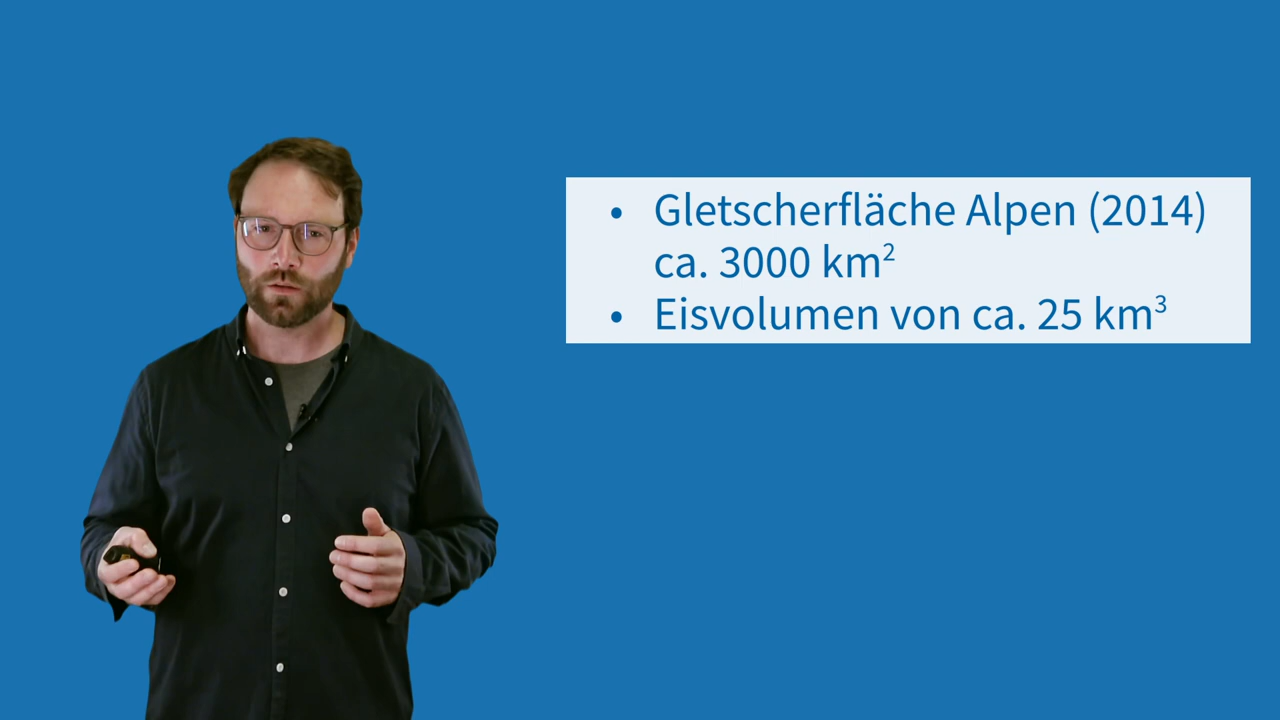 • Gletscherfläche Alpen (2014)
ca. 3000 km²
• Eisvolumen von ca. 25 km³